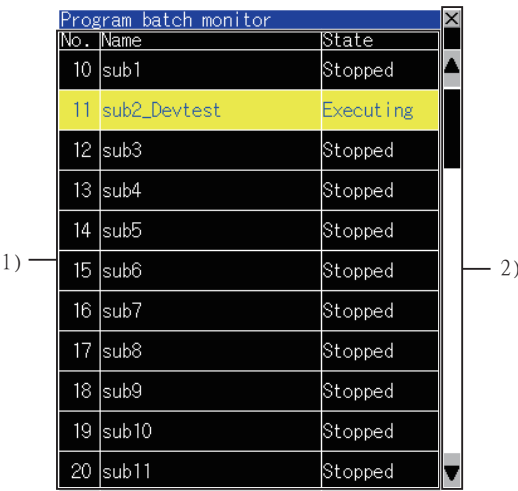 Program batch monitor
No. Name State
10 sub1 Stopped
11 sub2_Devtest Executing
12 sub3 Stopped
13 sub4 Stopped
14 sub5 Stopped
1) 15 sub6 Stopped 2)
16 sub7 Stopped
17 sub8 Stopped
18 sub9 Stopped
19 sub10 Stopped
20 sub11 Stopped